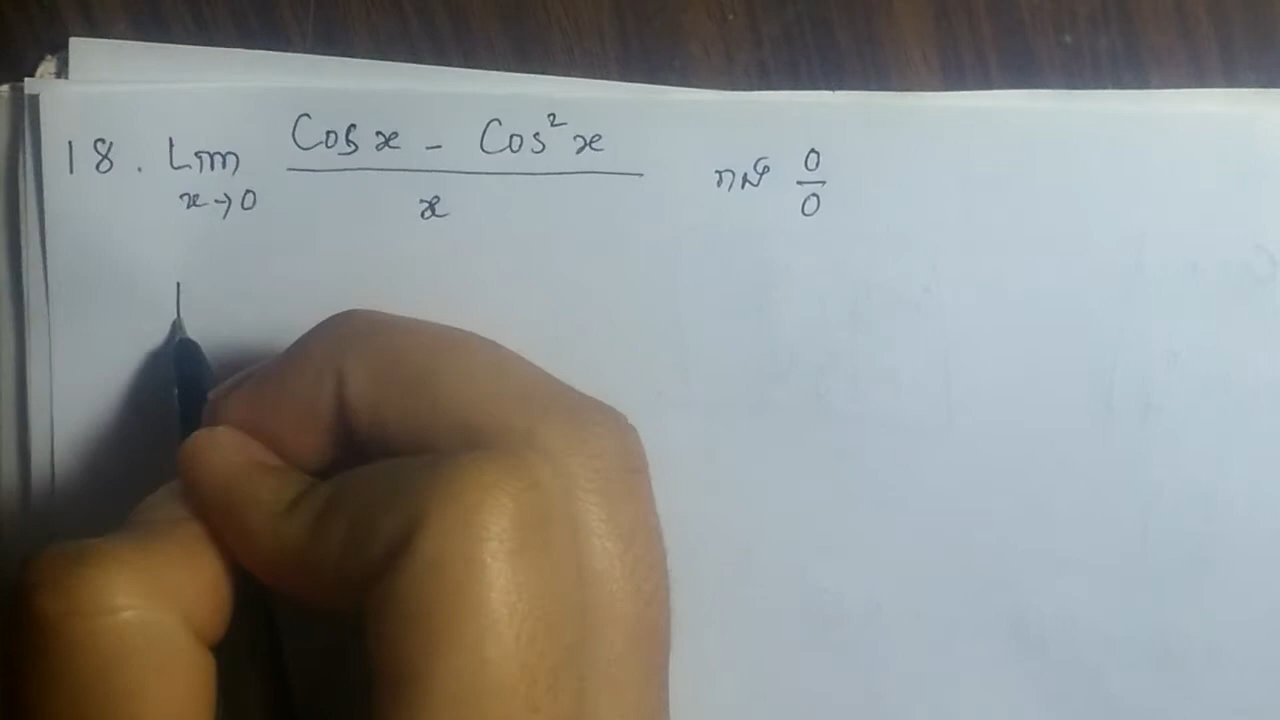 18. Lim Cos x - Cos² x / x 0/0
x→0